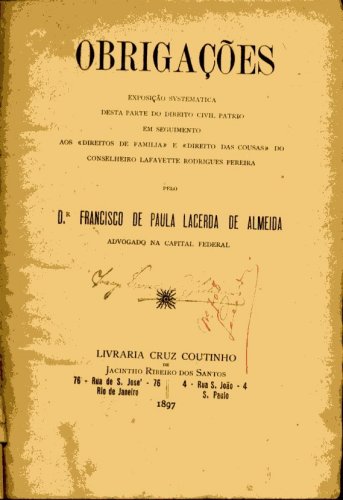 OBRIGAÇÕES
EXPOSIÇÃO SYSTEMATICA
DESTA PARTE DO DIREITO CIVIL PATRIO
EM SEGUIMENTO
AOS «DIREITOS DE FAMILIA» E «DIREITO DAS COUSAS» DO
CONSELHEIRO LAFAYETTE RODRIGUES PEREIRA
PELO
D.R FRANCISCO DE PAULA LACERDA DE ALMEIDA
ADVOGADO NA CAPITAL FEDERAL
LIVRARIA CRUZ COUTINHO
DE
JACINTHO RIBEIRO DOS SANTOS
76 - Rua de S. José - 76 4 - Rua S. João - 4
Rio de Janeiro S. Paulo
1897